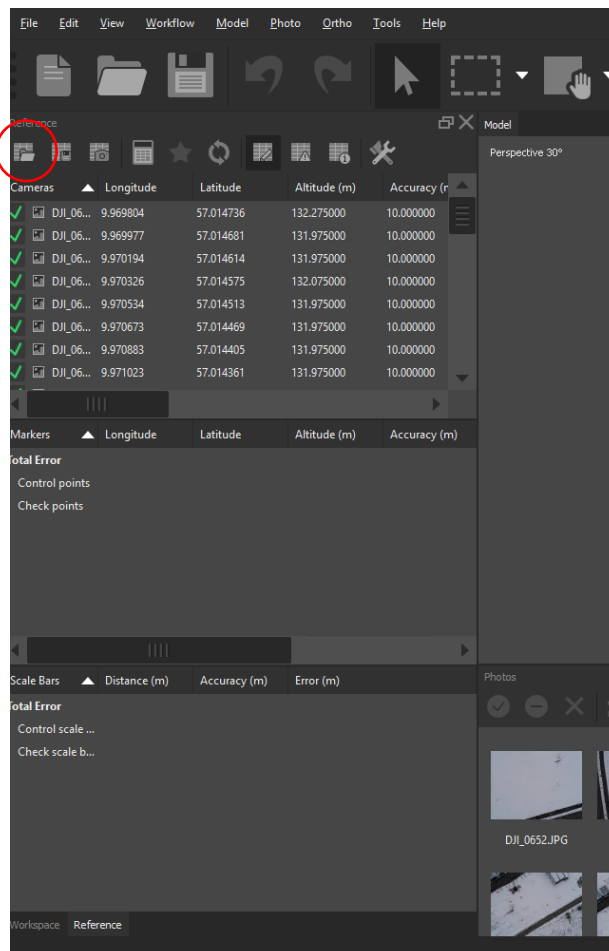 File Edit View Workflow Model Photo Ortho Tools Help
Reference
Model
Perspective 30°
Cameras Longitude Latitude Altitude (m) Accuracy (r
DJI_06... 9.969804 57.014736 132.275000 10.000000
DJI_06... 9.969977 57.014681 131.975000 10.000000
DJI_06... 9.970194 57.014614 131.975000 10.000000
DJI_06... 9.970326 57.014575 132.075000 10.000000
DJI_06... 9.970534 57.014513 131.975000 10.000000
DJI_06... 9.970673 57.014469 131.975000 10.000000
DJI_06... 9.970883 57.014405 131.975000 10.000000
DJI_06... 9.971023 57.014361 131.975000 10.000000
Markers Longitude Latitude Altitude (m) Accuracy (m)
Total Error
Control points
Check points
Scale Bars Distance (m) Accuracy (m) Error (m)
Total Error
Control scale ...
Check scale b...
Photos
DJI_0652.JPG
Workspace Reference